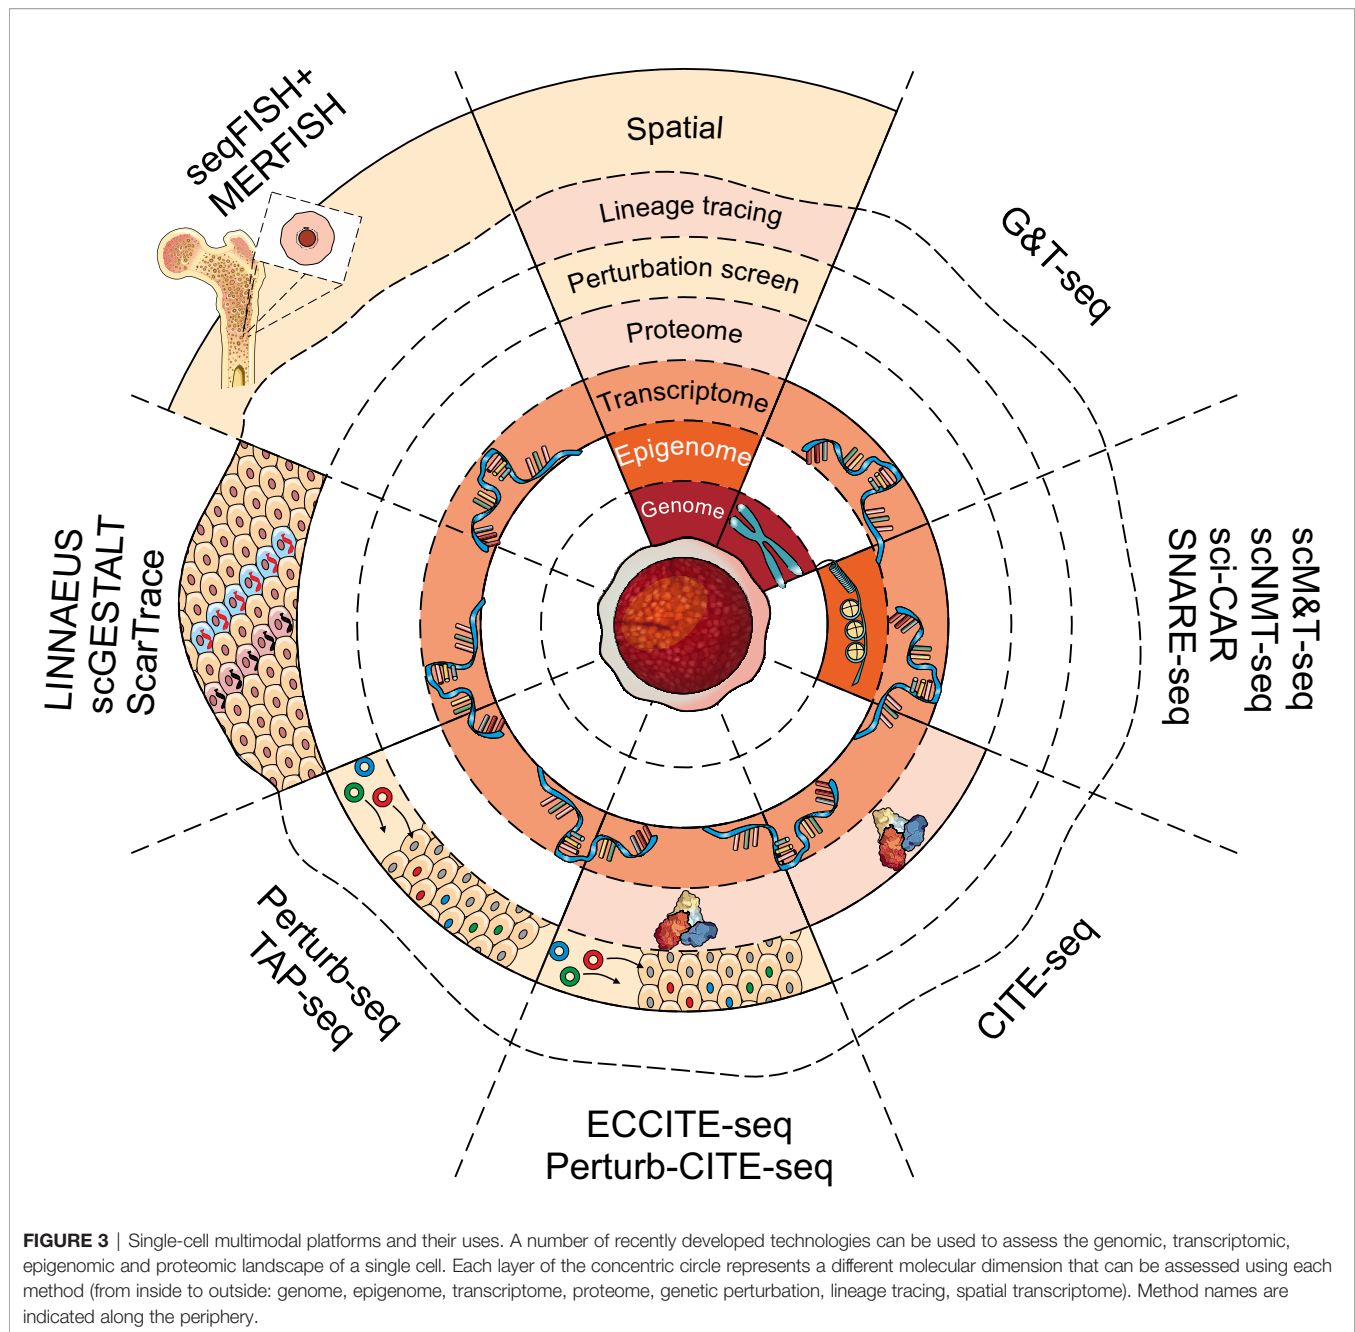 seqFISH+
MERFISH
Spatial
Lineage tracing
Perturbation screen
Proteome
Transcriptome
Epigenome
Genome
G&T-seq
scM&T-seq
scNMT-seq
sci-CAR
SNARE-seq
LINNAEUS
scGESTALT
ScarTrace
Perturb-seq
TAP-seq
CITE-seq
ECCITE-seq
Perturb-CITE-seq
FIGURE 3 | Single-cell multimodal platforms and their uses. A number of recently developed technologies can be used to assess the genomic, transcriptomic,
epigenomic and proteomic landscape of a single cell. Each layer of the concentric circle represents a different molecular dimension that can be assessed using each
method (from inside to outside: genome, epigenome, transcriptome, proteome, genetic perturbation, lineage tracing, spatial transcriptome). Method names are
indicated along the periphery.